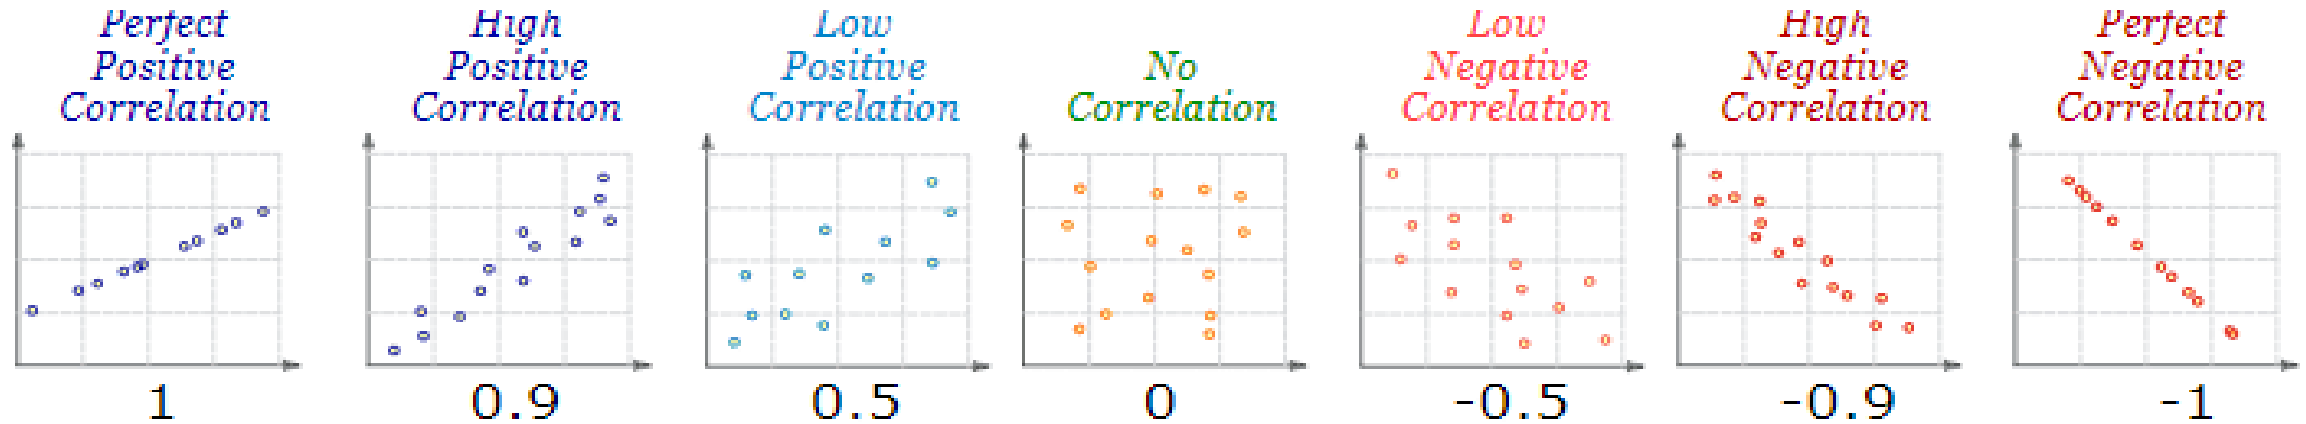 Perfect
Positive
Correlation
1
High
Positive
Correlation
0.9
Low
Positive
Correlation
0.5
No
Correlation
0
Low
Negative
Correlation
-0.5
High
Negative
Correlation
-0.9
Perfect
Negative
Correlation
-1